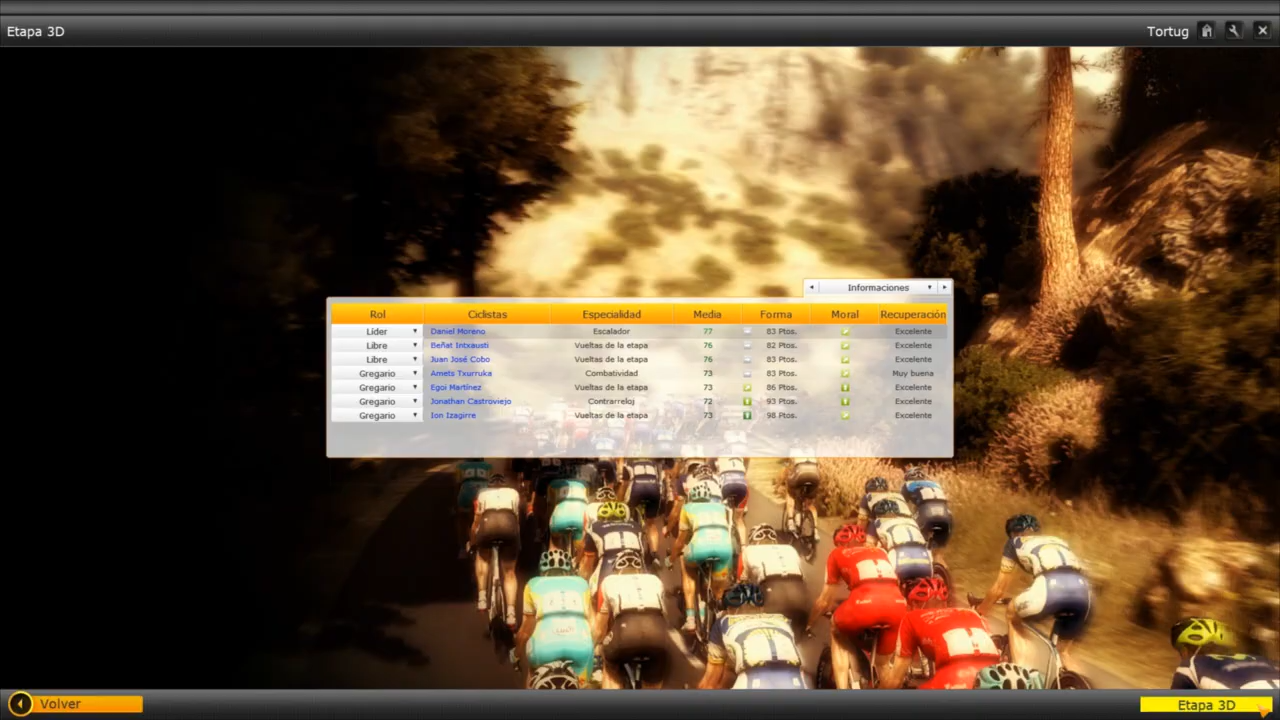 Etapa 3D
Tortug
Informaciones
Rol Ciclistas Especialidad Media Forma Moral Recuperación
Líder Daniel Moreno Escalador 77 83 Ptos. Excelente
Libre Beñat Intxausti Vueltas de la etapa 76 82 Ptos. Excelente
Libre Juan José Cobo Vueltas de la etapa 76 83 Ptos. Excelente
Gregario Amets Txurruka Combatividad 73 83 Ptos. Muy buena
Gregario Egoi Martínez Vueltas de la etapa 73 86 Ptos. Excelente
Gregario Jonathan Castroviejo Contrarreloj 72 93 Ptos. Excelente
Gregario Ion Izagirre Vueltas de la etapa 73 98 Ptos. Excelente
Volver
Etapa 3D